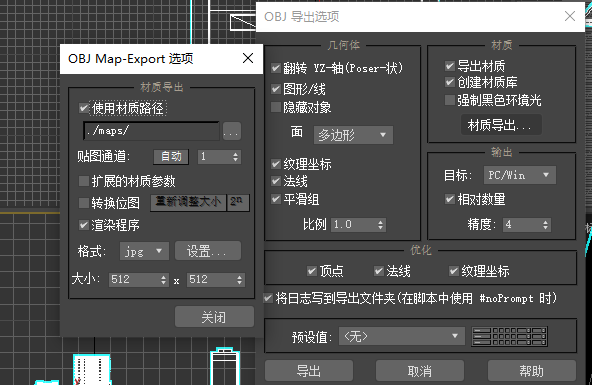 OBJ Map-Export 选项
材质导出
使用材质路径
./maps/
...
贴图通道:
自动
1
扩展的材质参数
转换位图
重新调整大小
2ⁿ
渲染程序
格式:
jpg
设置...
大小:
512
x
512
关闭
OBJ 导出选项
几何体
翻转 YZ-轴(Poser-状)
图形/线
隐藏对象
面
多边形
纹理坐标
法线
平滑组
比例
1.0
材质
导出材质
创建材质库
强制黑色环境光
材质导出...
输出
目标:
PC/Win
相对数量
精度:
4
优化
顶点
法线
纹理坐标
将日志写到导出文件夹(在脚本中使用 #noPrompt 时)
预设值:
<无>
导出
取消
帮助